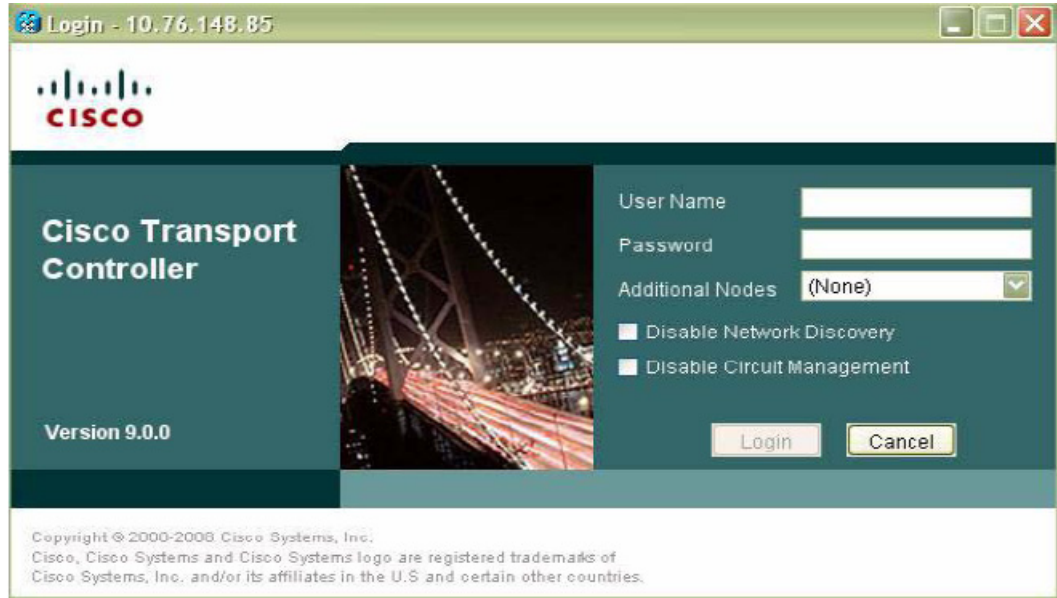 Login - 10.76.148.85
CISCO
Cisco Transport
Controller
Version 9.0.0
User Name
Password
Additional Nodes (None)
Disable Network Discovery
Disable Circuit Management
Login Cancel
Copyright © 2000-2008 Cisco Systems, Inc.
Cisco, Cisco Systems and Cisco Systems logo are registered trademarks of
Cisco Systems, Inc. and/or its affiliates in the U.S and certain other countries.